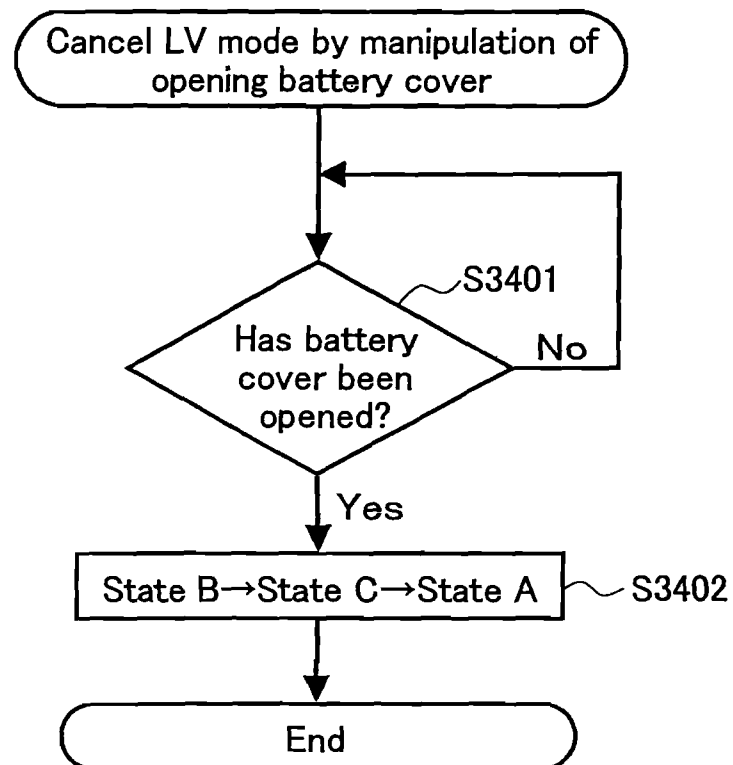 Cancel LV mode by manipulation of
opening battery cover
S3401
Has battery
cover been
opened?
No
Yes
State B→State C→State A
S3402
End